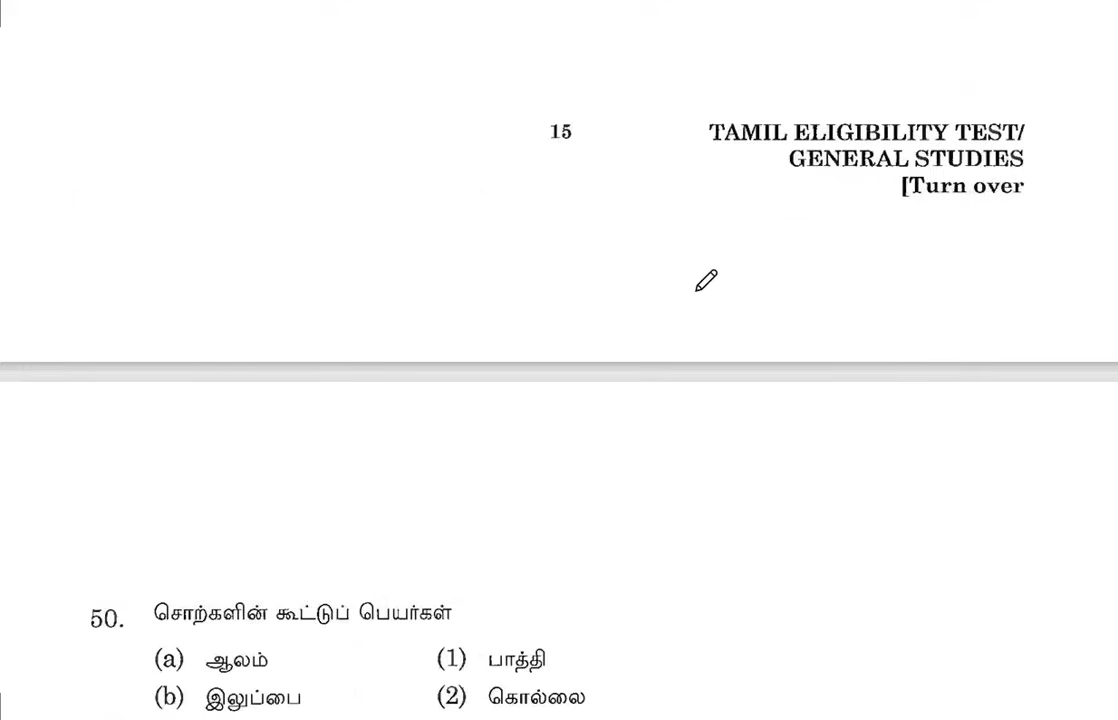 15
TAMIL ELIGIBILITY TEST/
GENERAL STUDIES
[Turn over
50. சொற்களின் கூட்டுப் பெயர்கள்
(a) ஆலம் (1) பாத்தி
(b) இலுப்பை (2) கொல்லை